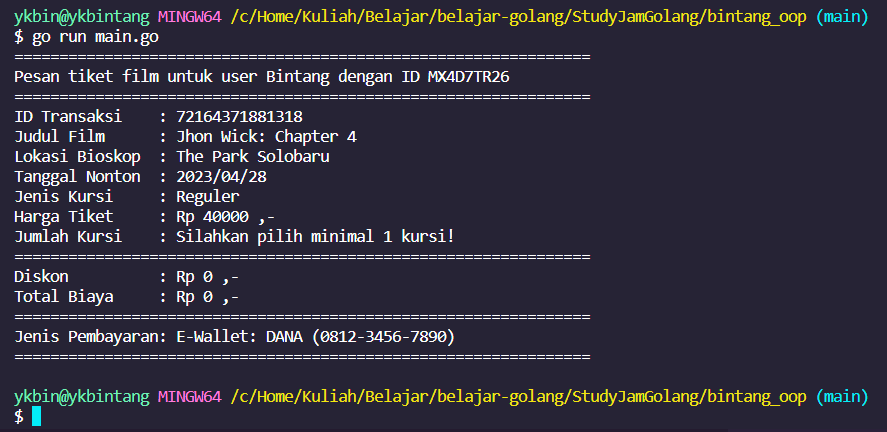 ykbin@ykbintang MINGW64 /c/Home/Kuliah/Belajar/belajar-golang/StudyJamGolang/bintang_oop (main)
$ go run main.go
================================================================
Pesan tiket film untuk user Bintang dengan ID MX4D7TR26
================================================================
ID Transaksi    : 72164371881318
Judul Film      : Jhon Wick: Chapter 4
Lokasi Bioskop  : The Park Solobaru
Tanggal Nonton  : 2023/04/28
Jenis Kursi     : Reguler
Harga Tiket     : Rp 40000 ,-
Jumlah Kursi    : Silahkan pilih minimal 1 kursi!
================================================================
Diskon          : Rp 0 ,-
Total Biaya     : Rp 0 ,-
================================================================
Jenis Pembayaran: E-Wallet: DANA (0812-3456-7890)
================================================================
ykbin@ykbintang MINGW64 /c/Home/Kuliah/Belajar/belajar-golang/StudyJamGolang/bintang_oop (main)
$